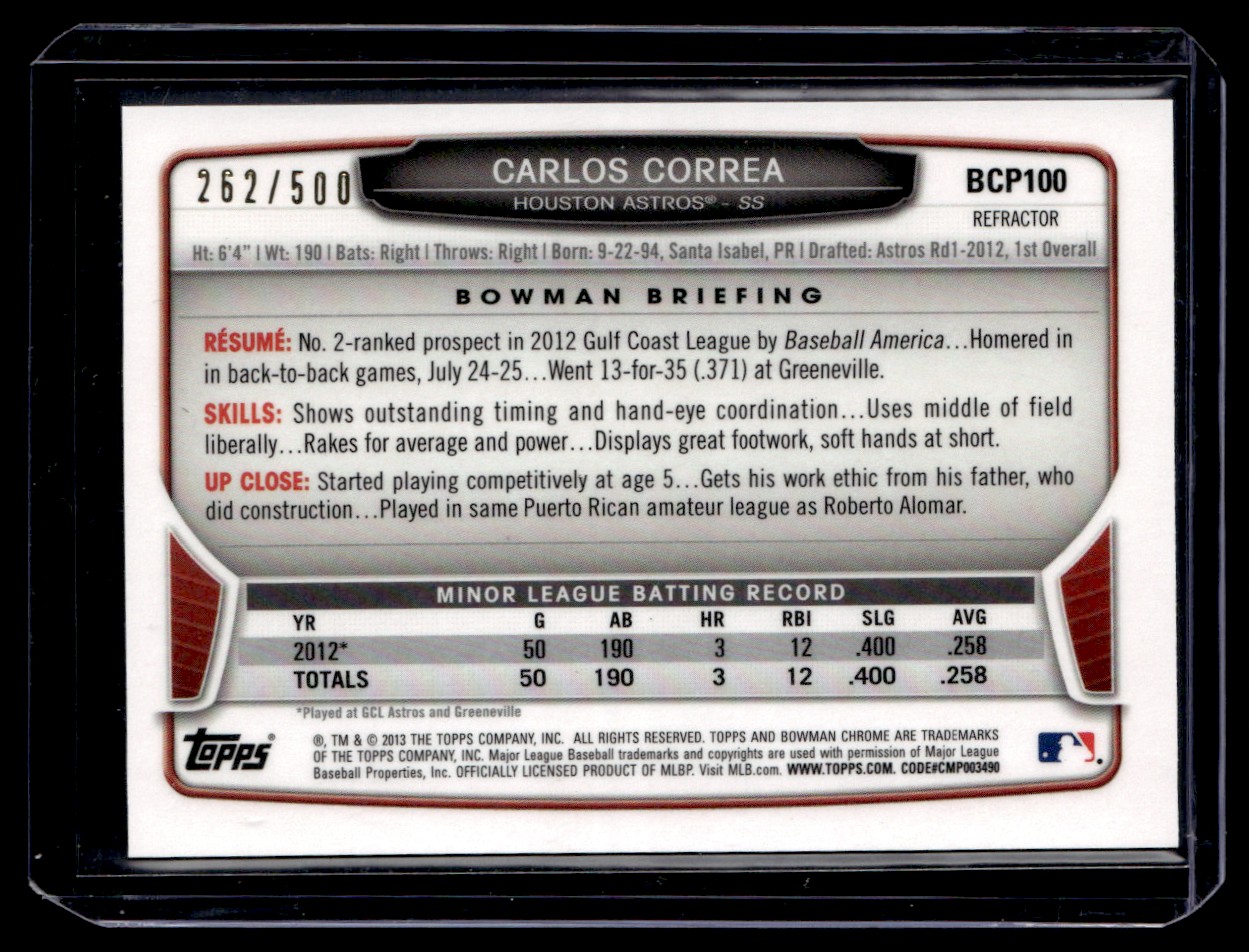 262/500
CARLOS CORREA
HOUSTON ASTROS® - SS
BCP100
REFRACTOR
Ht: 6'4" | Wt: 190 | Bats: Right | Throws: Right | Born: 9-22-94, Santa Isabel, PR | Drafted: Astros Rd1-2012, 1st Overall
BOWMAN BRIEFING
RÉSUMÉ: No. 2-ranked prospect in 2012 Gulf Coast League by Baseball America...Homered in
in back-to-back games, July 24-25...Went 13-for-35 (.371) at Greeneville.
SKILLS: Shows outstanding timing and hand-eye coordination...Uses middle of field
liberally...Rakes for average and power...Displays great footwork, soft hands at short.
UP CLOSE: Started playing competitively at age 5...Gets his work ethic from his father, who
did construction...Played in same Puerto Rican amateur league as Roberto Alomar.
MINOR LEAGUE BATTING RECORD
YR G AB HR RBI SLG AVG
2012* 50 190 3 12 .400 .258
TOTALS 50 190 3 12 .400 .258
*Played at GCL Astros and Greeneville
Topps®
®, TM & © 2013 THE TOPPS COMPANY, INC. ALL RIGHTS RESERVED. TOPPS AND BOWMAN CHROME ARE TRADEMARKS
OF THE TOPPS COMPANY, INC. Major League Baseball trademarks and copyrights are used with permission of Major League
Baseball Properties, Inc. OFFICIALLY LICENSED PRODUCT OF MLBP. Visit MLB.com. WWW.TOPPS.COM. CODE#CMP003490